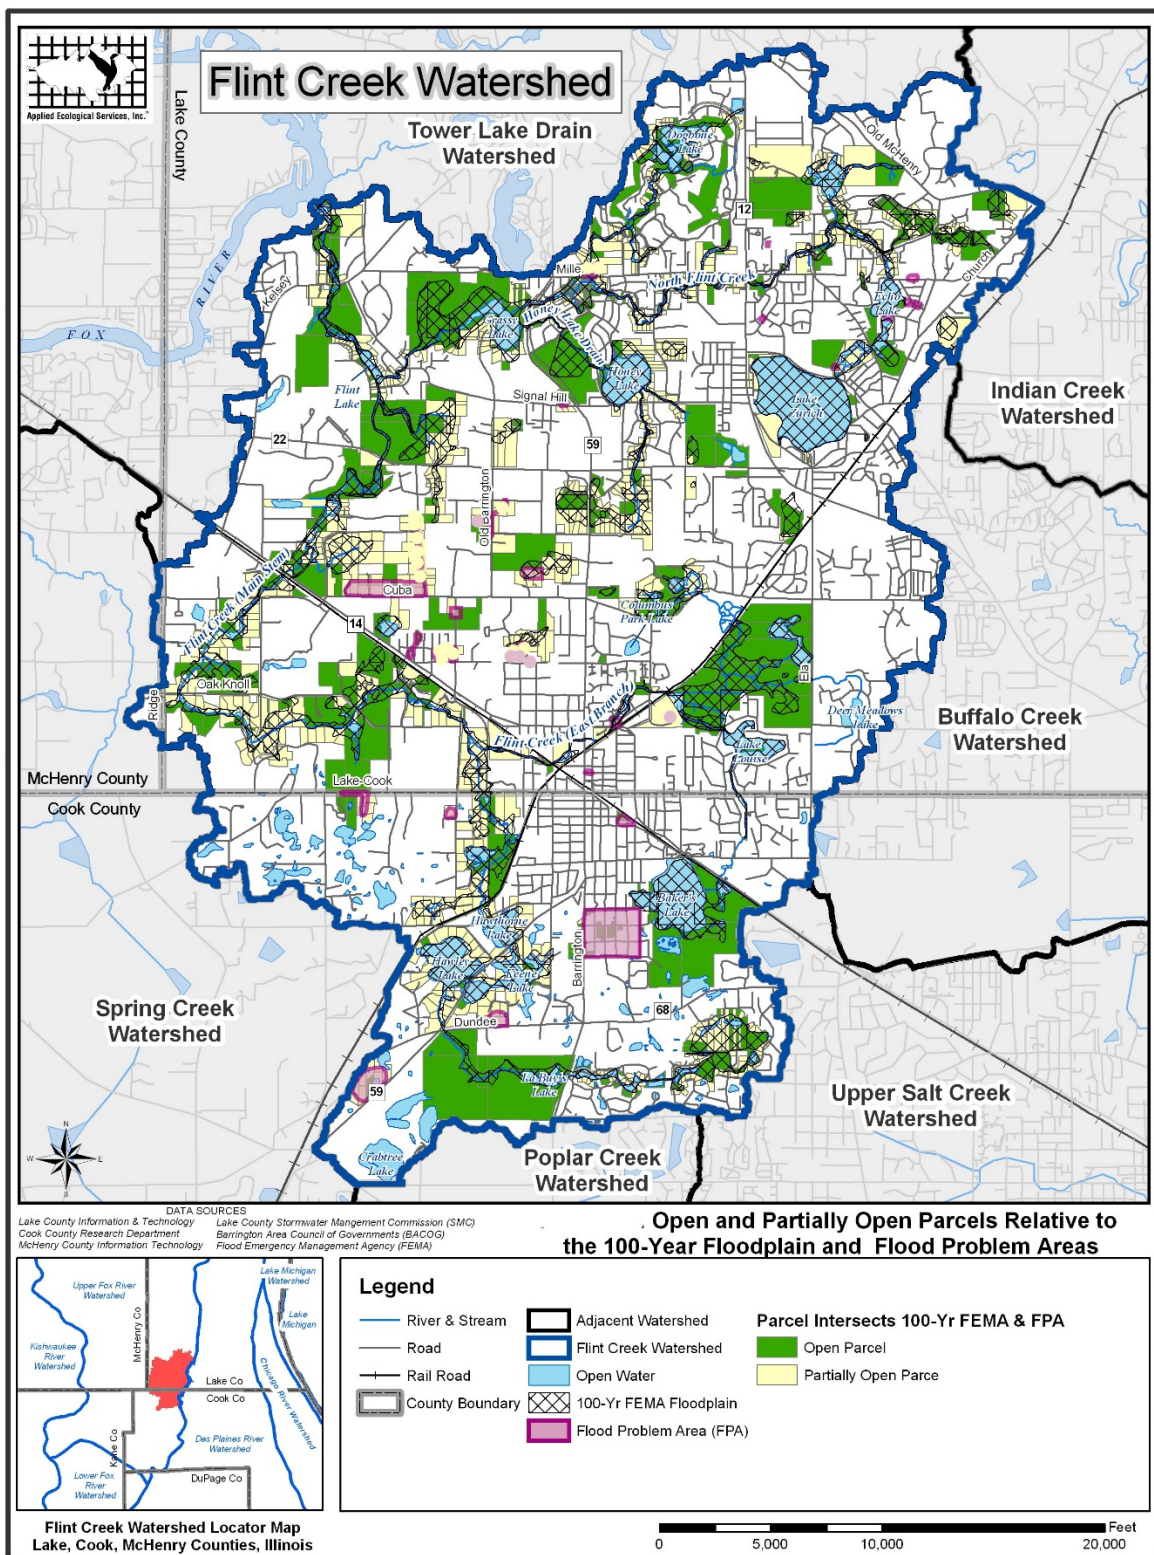 Applied Ecological Services, Inc.™
Flint Creek Watershed
Lake County
Tower Lake Drain
Watershed
Dogbone
Lake
Old McHenry
12
Kelsey
RIVER
FOX
Mille
North Flint Creek
Church
Echo
Lake
Grassy
Lake
Honey Lake Drain
Honey
Lake
Flint
Lake
Signal Hill
Lake
Zurich
Indian Creek
Watershed
22
59
Old Barrington
Flint Creek (Main Stem)
Cuba
14
Columbus
Park Lake
Oak Knoll
Ridge
Ela
Deer Meadows
Lake
Buffalo Creek
Watershed
Flint Creek (East Branch)
Lake
Louise
McHenry County
Cook County
Lake-Cook
Baker's
Lake
Hawthorne
Lake
Barrington
Hawley
Lake
Keene
Lake
Spring Creek
Watershed
Dundee
68
La Buy's
Lake
59
Upper Salt Creek
Watershed
Crabtree
Lake
Poplar Creek
Watershed
N
W E
S
DATA SOURCES
Lake County Information & Technology
Cook County Research Department
McHenry County Information Technology
Lake County Stormwater Mangement Commission (SMC)
Barrington Area Council of Governments (BACOG)
Flood Emergency Management Agency (FEMA)
Open and Partially Open Parcels Relative to
the 100-Year Floodplain and Flood Problem Areas
Upper Fox River
Watershed
McHenry Co
Lake Michigan
Watershed
Lake
Michigan
Kishwaukee
River
Watershed
Lake Co
Cook Co
Chicago River Watershed
Kane Co
Des Plaines River
Watershed
Lower Fox
River
Watershed
DuPage Co
Flint Creek Watershed Locator Map
Lake, Cook, McHenry Counties, Illinois
Legend
River & Stream
Road
Rail Road
County Boundary
Adjacent Watershed
Flint Creek Watershed
Open Water
100-Yr FEMA Floodplain
Flood Problem Area (FPA)
Parcel Intersects 100-Yr FEMA & FPA
Open Parcel
Partially Open Parce
Feet
0 5,000 10,000 20,000